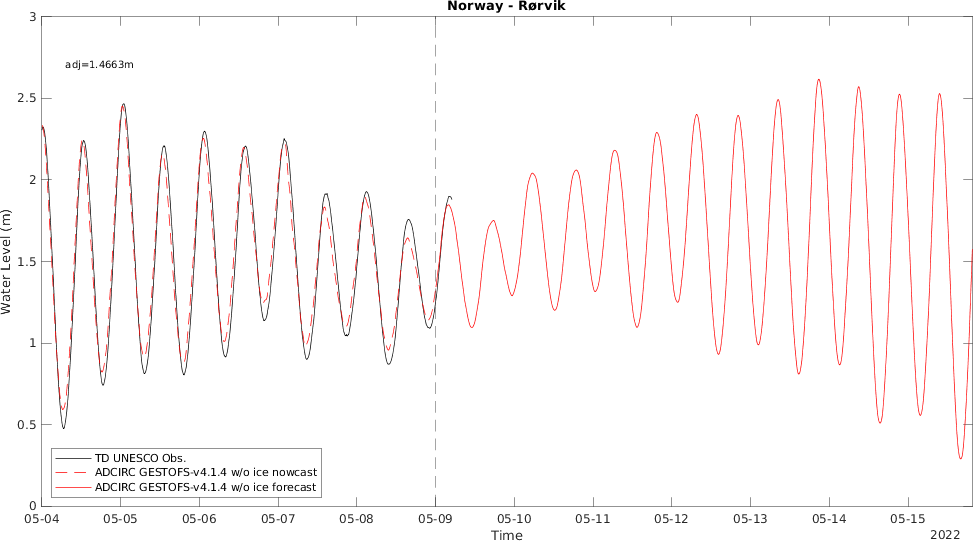 Norway - Rørvik
3
adj=1.4663m
2.5
2
1.5
1
0.5
0
Water Level (m)
TD UNESCO Obs.
ADCIRC GESTOFS-v4.1.4 w/o ice nowcast
ADCIRC GESTOFS-v4.1.4 w/o ice forecast
05-04 05-05 05-06 05-07 05-08 05-09 05-10 05-11 05-12 05-13 05-14 05-15
Time
2022